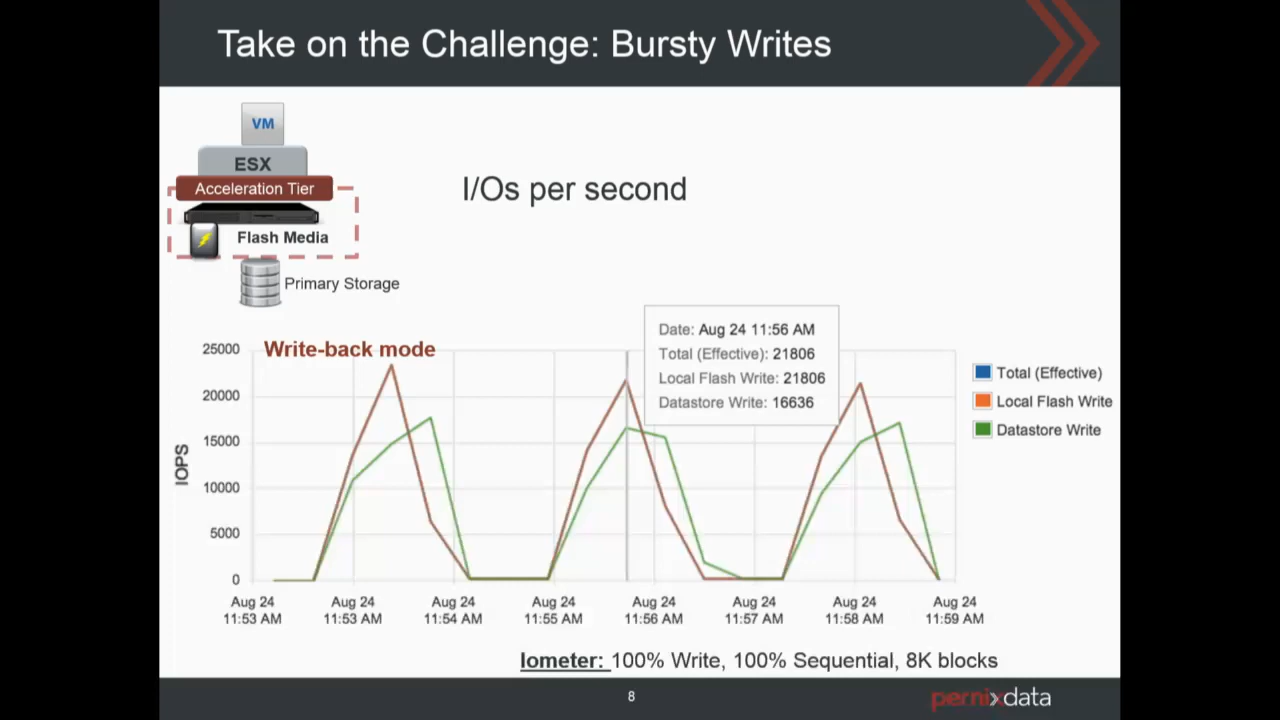 Take on the Challenge: Bursty Writes
VM
ESX
Acceleration Tier
Flash Media
Primary Storage
I/Os per second
Write-back mode
Date: Aug 24 11:56 AM
Total (Effective): 21806
Local Flash Write: 21806
Datastore Write: 16636
Total (Effective)
Local Flash Write
Datastore Write
IOPS
25000
20000
15000
10000
5000
0
Aug 24 11:53 AM
Aug 24 11:53 AM
Aug 24 11:54 AM
Aug 24 11:55 AM
Aug 24 11:56 AM
Aug 24 11:57 AM
Aug 24 11:58 AM
Aug 24 11:59 AM
Iometer: 100% Write, 100% Sequential, 8K blocks
8
pernixdata